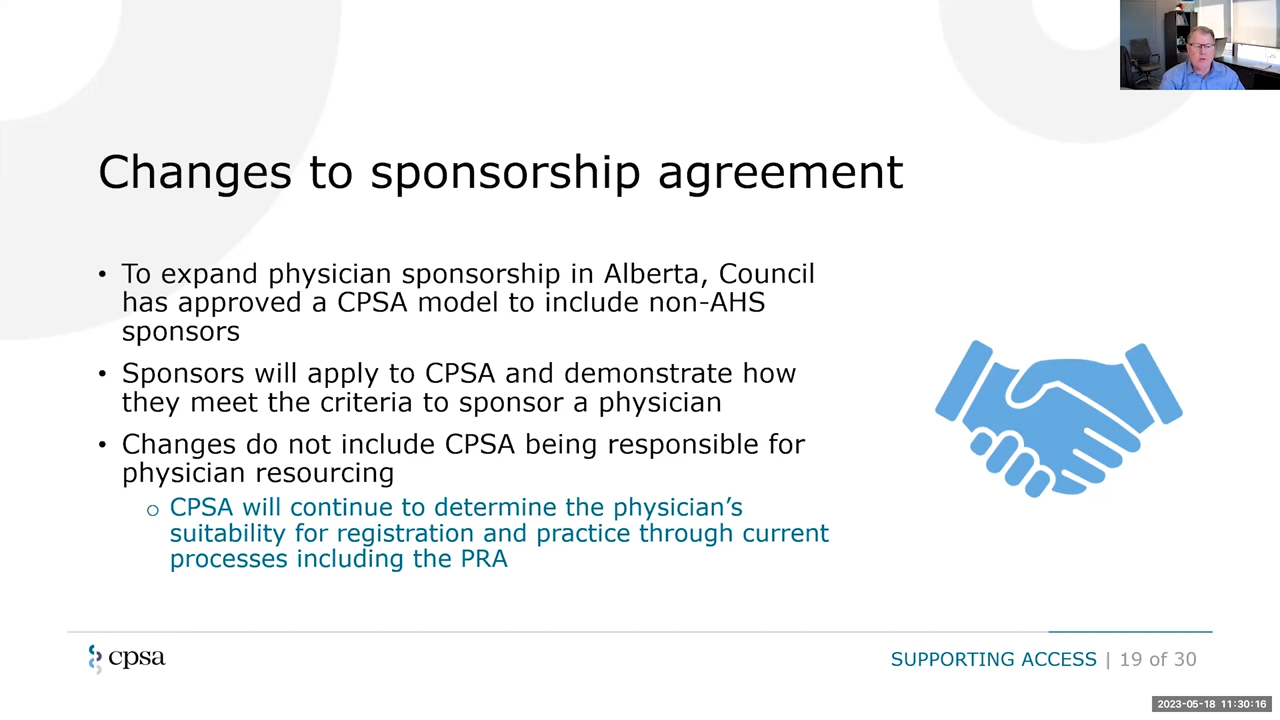 Changes to sponsorship agreement
• To expand physician sponsorship in Alberta, Council
has approved a CPSA model to include non-AHS
sponsors
• Sponsors will apply to CPSA and demonstrate how
they meet the criteria to sponsor a physician
• Changes do not include CPSA being responsible for
physician resourcing
o CPSA will continue to determine the physician’s
suitability for registration and practice through current
processes including the PRA
cpsa
SUPPORTING ACCESS | 19 of 30
2023-05-18 11:30:16